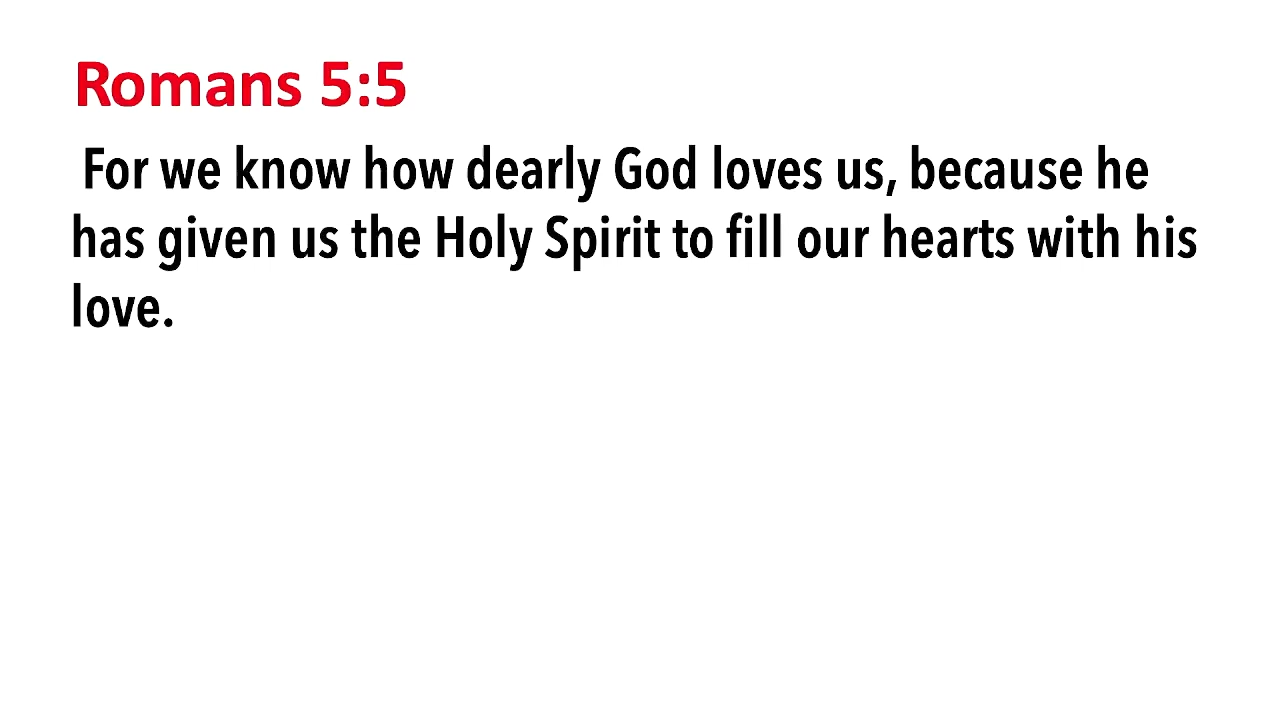 Romans 5:5
For we know how dearly God loves us, because he
has given us the Holy Spirit to fill our hearts with his
love.